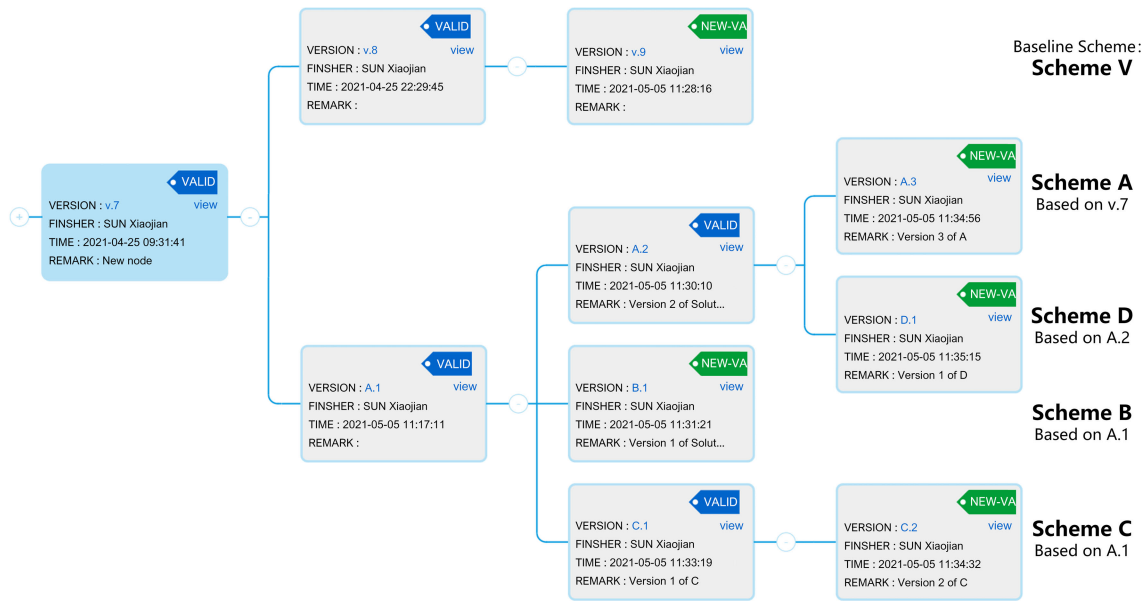 VALID
VERSION : v.7
view
FINSHER : SUN Xiaojian
TIME : 2021-04-25 09:31:41
REMARK : New node
VALID
VERSION : v.8
view
FINSHER : SUN Xiaojian
TIME : 2021-04-25 22:29:45
REMARK :
NEW-VA
VERSION : v.9
view
FINSHER : SUN Xiaojian
TIME : 2021-05-05 11:28:16
REMARK :
Baseline Scheme:
Scheme V
VALID
VERSION : A.1
view
FINSHER : SUN Xiaojian
TIME : 2021-05-05 11:17:11
REMARK :
VALID
VERSION : A.2
view
FINSHER : SUN Xiaojian
TIME : 2021-05-05 11:30:10
REMARK : Version 2 of Solut...
NEW-VA
VERSION : A.3
view
FINSHER : SUN Xiaojian
TIME : 2021-05-05 11:34:56
REMARK : Version 3 of A
Scheme A
Based on v.7
NEW-VA
VERSION : D.1
view
FINSHER : SUN Xiaojian
TIME : 2021-05-05 11:35:15
REMARK : Version 1 of D
Scheme D
Based on A.2
NEW-VA
VERSION : B.1
view
FINSHER : SUN Xiaojian
TIME : 2021-05-05 11:31:21
REMARK : Version 1 of Solut...
Scheme B
Based on A.1
VALID
VERSION : C.1
view
FINSHER : SUN Xiaojian
TIME : 2021-05-05 11:33:19
REMARK : Version 1 of C
NEW-VA
VERSION : C.2
view
FINSHER : SUN Xiaojian
TIME : 2021-05-05 11:34:32
REMARK : Version 2 of C
Scheme C
Based on A.1